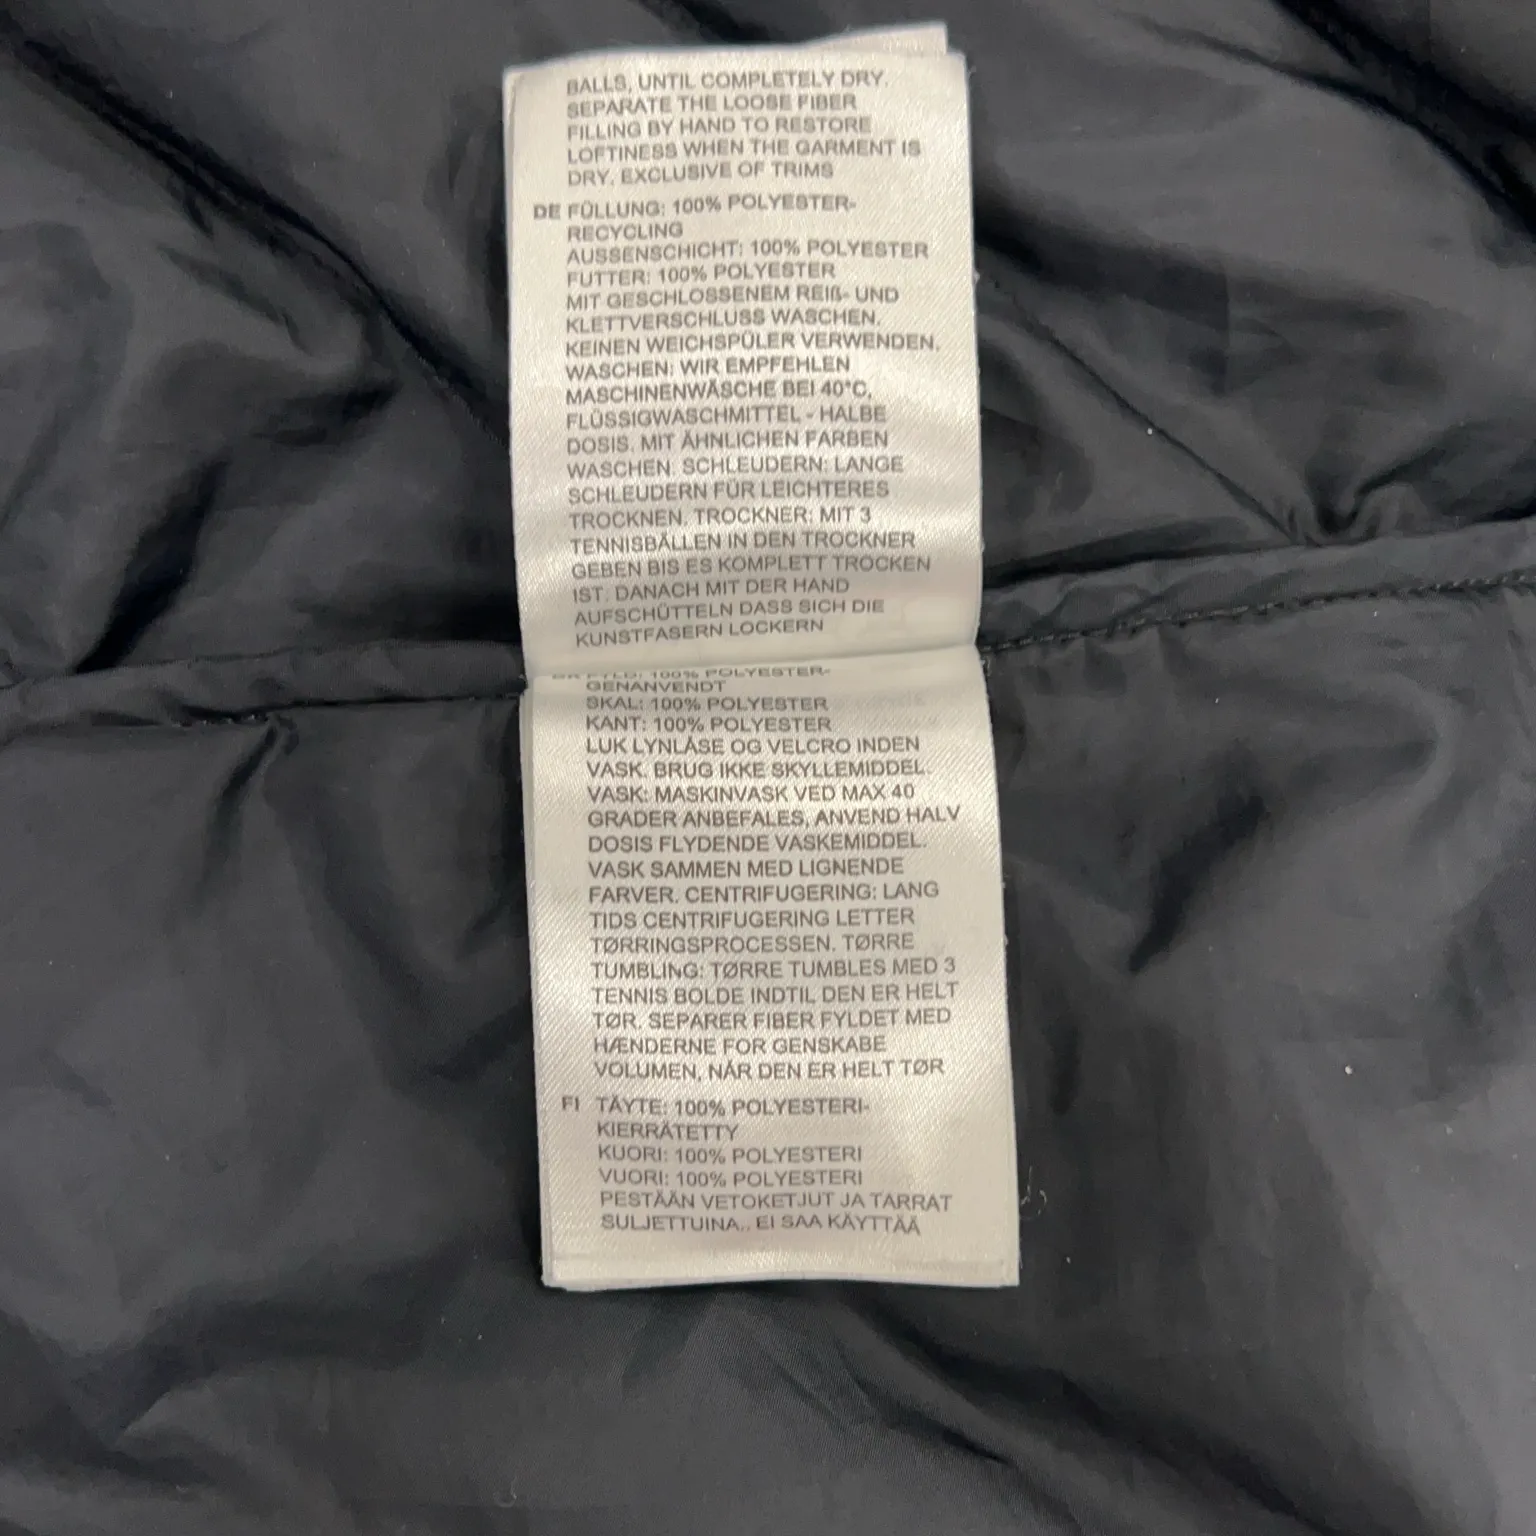 BALLS, UNTIL COMPLETELY DRY.
SEPARATE THE LOOSE FIBER
FILLING BY HAND TO RESTORE
LOFTINESS WHEN THE GARMENT IS
DRY. EXCLUSIVE OF TRIMS
DE FÜLLUNG: 100% POLYESTER-
RECYCLING
AUSSENSCHICHT: 100% POLYESTER
FUTTER: 100% POLYESTER
MIT GESCHLOSSENEM REIß- UND
KLETTVERSCHLUSS WASCHEN.
KEINEN WEICHSPÜLER VERWENDEN.
WASCHEN: WIR EMPFEHLEN
MASCHINENWÄSCHE BEI 40°C,
FLÜSSIGWASCHMITTEL - HALBE
DOSIS. MIT ÄHNLICHEN FARBEN
WASCHEN. SCHLEUDERN: LANGE
SCHLEUDERN FÜR LEICHTERES
TROCKNEN. TROCKNER: MIT 3
TENNISBÄLLEN IN DEN TROCKNER
GEBEN BIS ES KOMPLETT TROCKEN
IST. DANACH MIT DER HAND
AUFSCHÜTTELN DASS SICH DIE
KUNSTFASERN LOCKERN
FYLD: 100% POLYESTER-
GENANVENDT
SKAL: 100% POLYESTER
KANT: 100% POLYESTER
LUK LYNLÅSE OG VELCRO INDEN
VASK. BRUG IKKE SKYLLEMIDDEL.
VASK: MASKINVASK VED MAX 40
GRADER ANBEFALES, ANVEND HALV
DOSIS FLYDENDE VASKEMIDDEL.
VASK SAMMEN MED LIGNENDE
FARVER. CENTRIFUGERING: LANG
TIDS CENTRIFUGERING LETTER
TØRRINGSPROCESSEN. TØRRE
TUMBLING: TØRRE TUMBLES MED 3
TENNIS BOLDE INDTIL DEN ER HELT
TØR. SEPARER FIBER FYLDET MED
HÆNDERNE FOR GENSKABE
VOLUMEN, NÅR DEN ER HELT TØR
FI TÄYTE: 100% POLYESTERI-
KIERRÄTETTY
KUORI: 100% POLYESTERI
VUORI: 100% POLYESTERI
PESTÄÄN VETOKETJUT JA TARRAT
SULJETTUINA.. EI SAA KÄYTTÄÄ